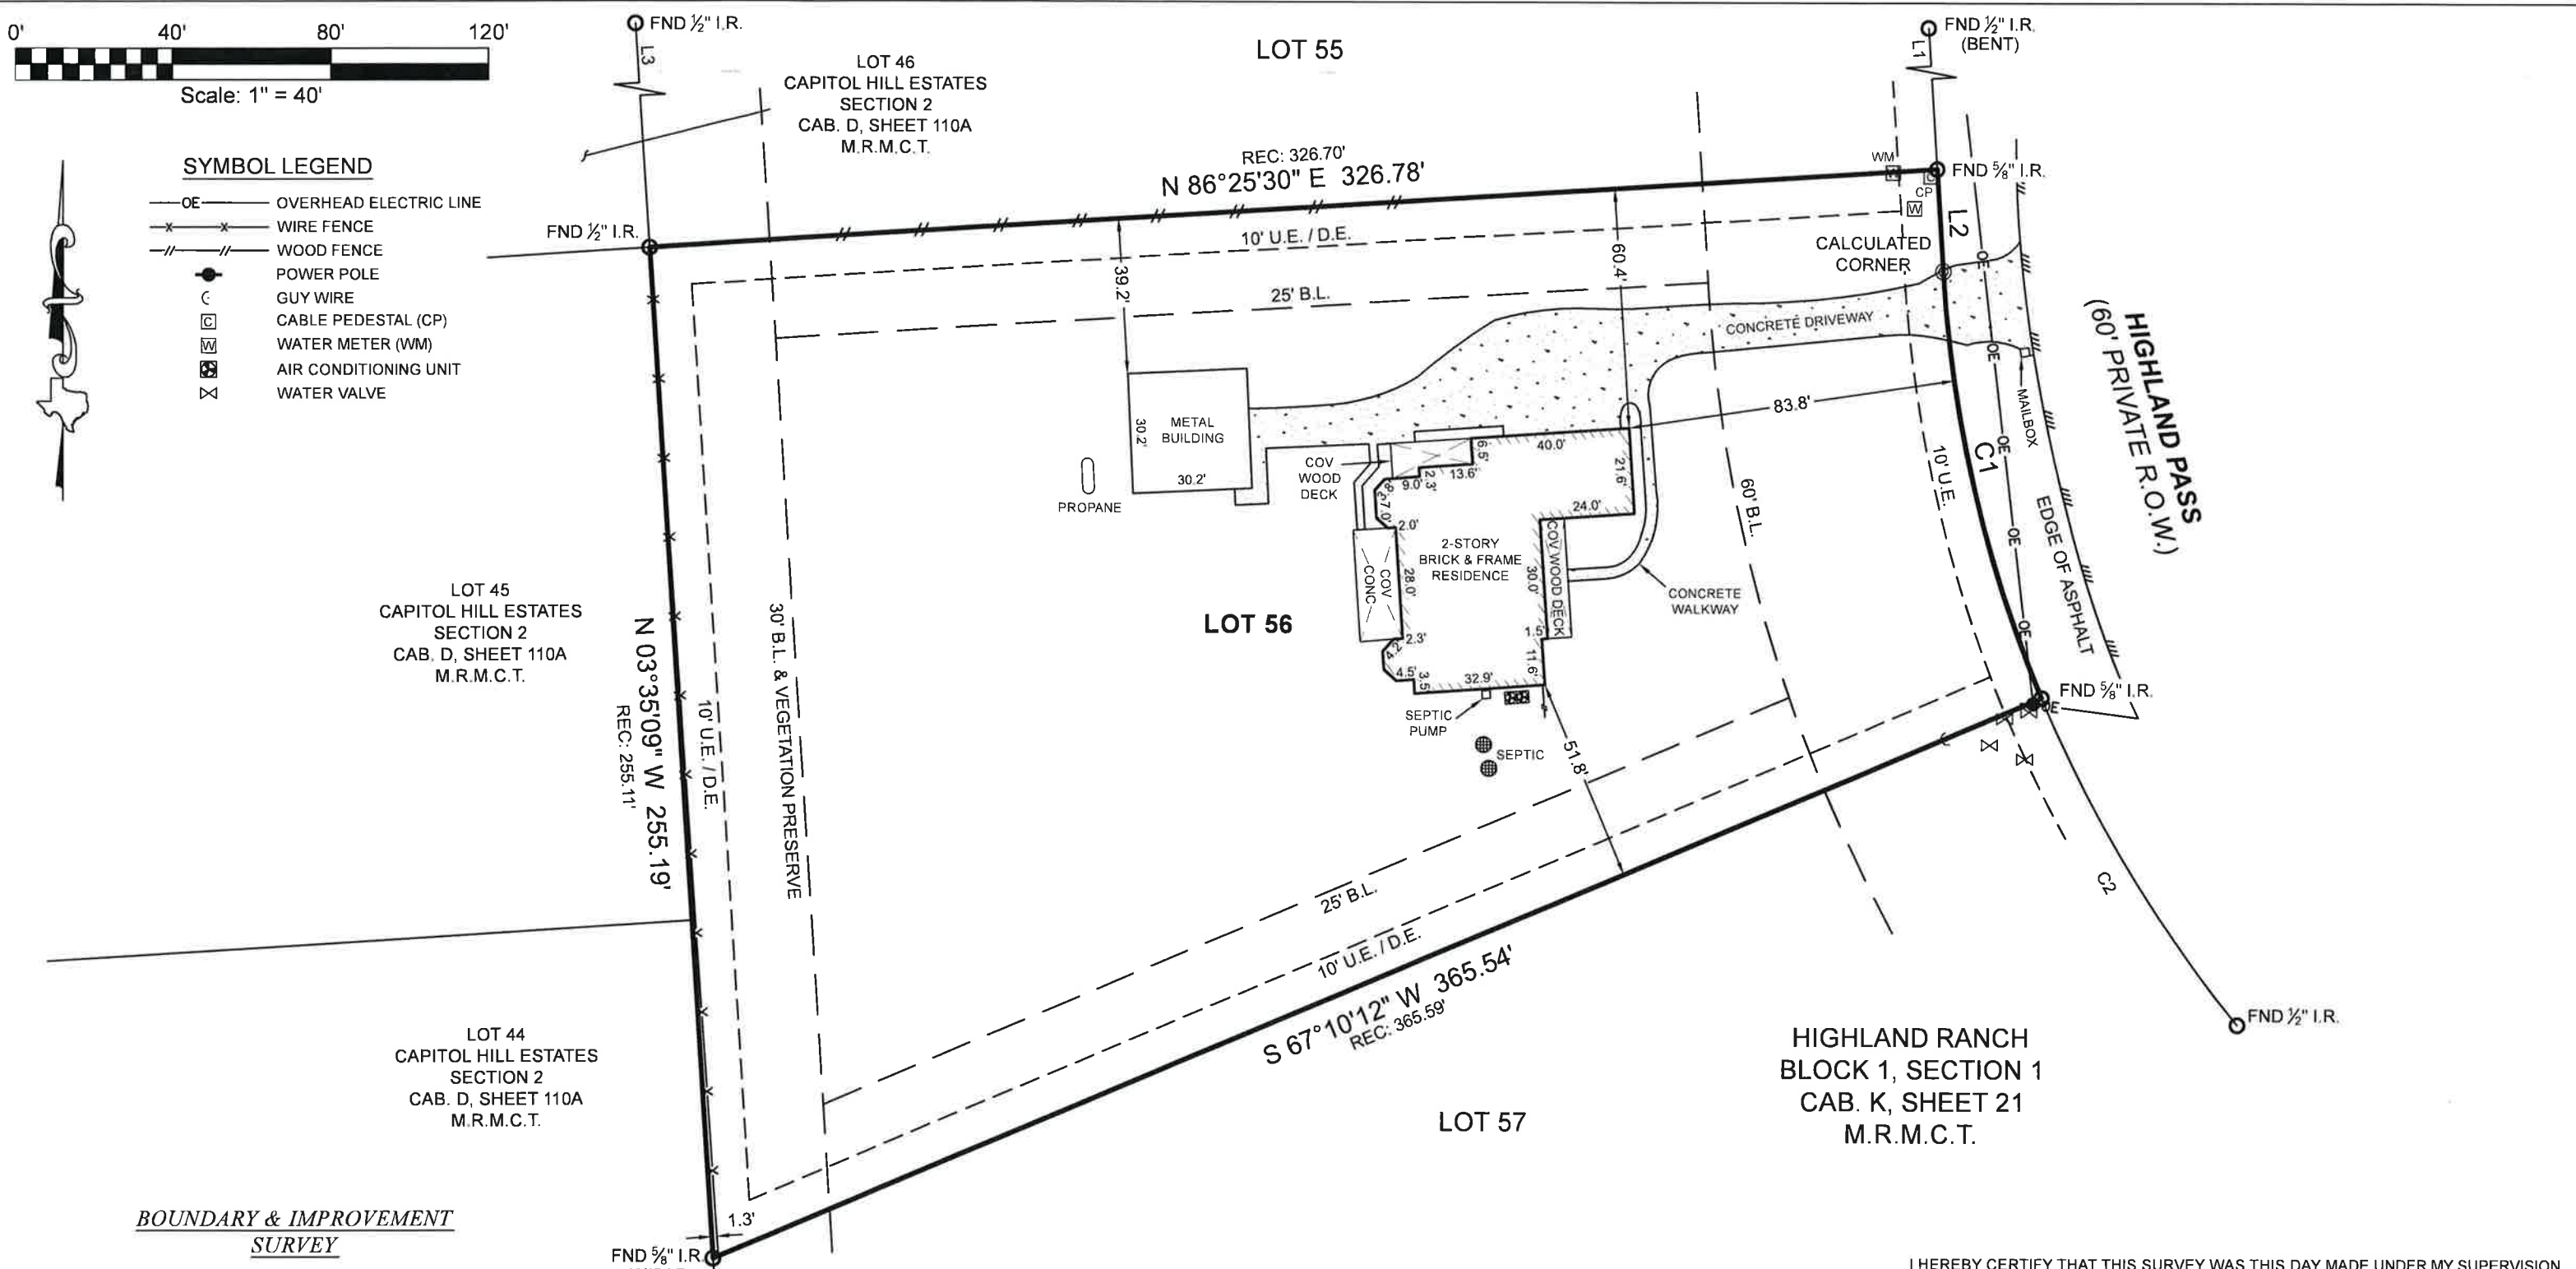 0' 40' 80' 120'
Scale: 1" = 40'
FND ½" I.R.
L3
LOT 46
CAPITOL HILL ESTATES
SECTION 2
CAB. D, SHEET 110A
M.R.M.C.T.
LOT 55
FND ½" I.R.
(BENT)
L1
SYMBOL LEGEND
OE OVERHEAD ELECTRIC LINE
WIRE FENCE
WOOD FENCE
POWER POLE
GUY WIRE
C CABLE PEDESTAL (CP)
W WATER METER (WM)
AIR CONDITIONING UNIT
WATER VALVE
FND ½" I.R.
REC: 326.70'
N 86°25'30" E 326.78'
WM
C
CP
W
FND ⅝" I.R.
L2
CALCULATED
CORNER
10' U.E. / D.E.
25' B.L.
39.2'
60.4'
CONCRETE DRIVEWAY
OE
OE
OE
OE
OE
OE
MAILBOX
HIGHLAND PASS
(60' PRIVATE R.O.W.)
83.8'
C1
10' U.E.
EDGE OF ASPHALT
60' B.L.
METAL
BUILDING
30.2'
30.2'
PROPANE
COV
WOOD
DECK
40.0'
6.5'
13.6'
2.3'
9.0'
7.0'
2.0'
21.6'
24.0'
2-STORY
BRICK & FRAME
RESIDENCE
COV
CONC
28.0'
30.0'
COV WOOD DECK
CONCRETE
WALKWAY
2.3'
1.5'
11.6'
4.5'
3.5'
32.9'
SEPTIC
PUMP
SEPTIC
51.8'
LOT 56
LOT 45
CAPITOL HILL ESTATES
SECTION 2
CAB. D, SHEET 110A
M.R.M.C.T.
N 03°35'09" W 255.19'
REC: 255.11'
10' U.E. / D.E.
30' B.L. & VEGETATION PRESERVE
FND ⅝" I.R.
C2
FND ½" I.R.
25' B.L.
10' U.E. / D.E.
S 67°10'12" W 365.54'
REC: 365.59'
LOT 44
CAPITOL HILL ESTATES
SECTION 2
CAB. D, SHEET 110A
M.R.M.C.T.
HIGHLAND RANCH
BLOCK 1, SECTION 1
CAB. K, SHEET 21
M.R.M.C.T.
LOT 57
BOUNDARY & IMPROVEMENT
SURVEY
1.3'
FND ⅝" I.R.
I HEREBY CERTIFY THAT THIS SURVEY WAS THIS DAY MADE UNDER MY SUPERVISION